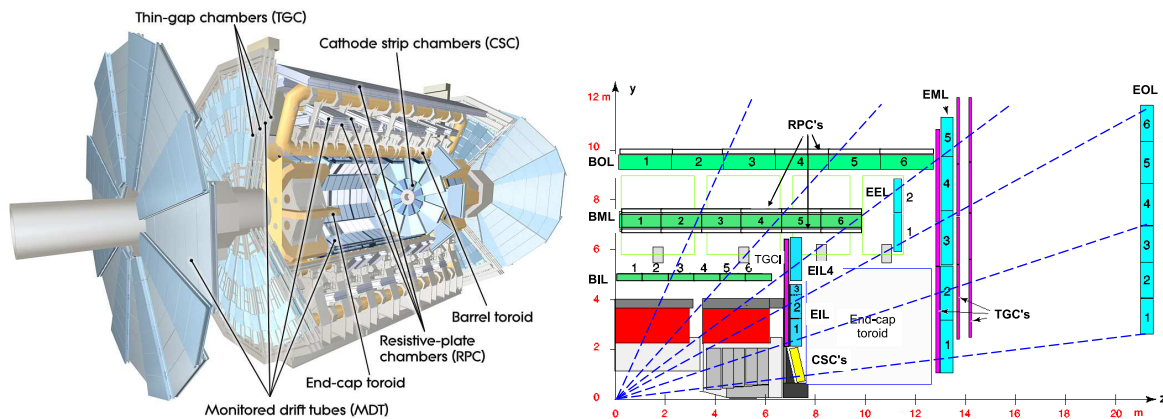 Thin-gap chambers (TGC)
Cathode strip chambers (CSC)
Barrel toroid
Resistive-plate
chambers (RPC)
End-cap toroid
Monitored drift tubes (MDT)
y
12 m
10
8
6
4
2
0
0 2 4 6 8 10 12 14 16 18 20
m
z
RPC's
EML
EOL
BOL
1 2 3 4 5 6
EEL
2
1
BML
1 2 3 4 5 6
TGCI
BIL
1 2 3 4 5 6
EIL4
EIL
3
2
1
CSC's
End-cap
toroid
5
4
3
2
1
TGC's
6
5
4
3
2
1